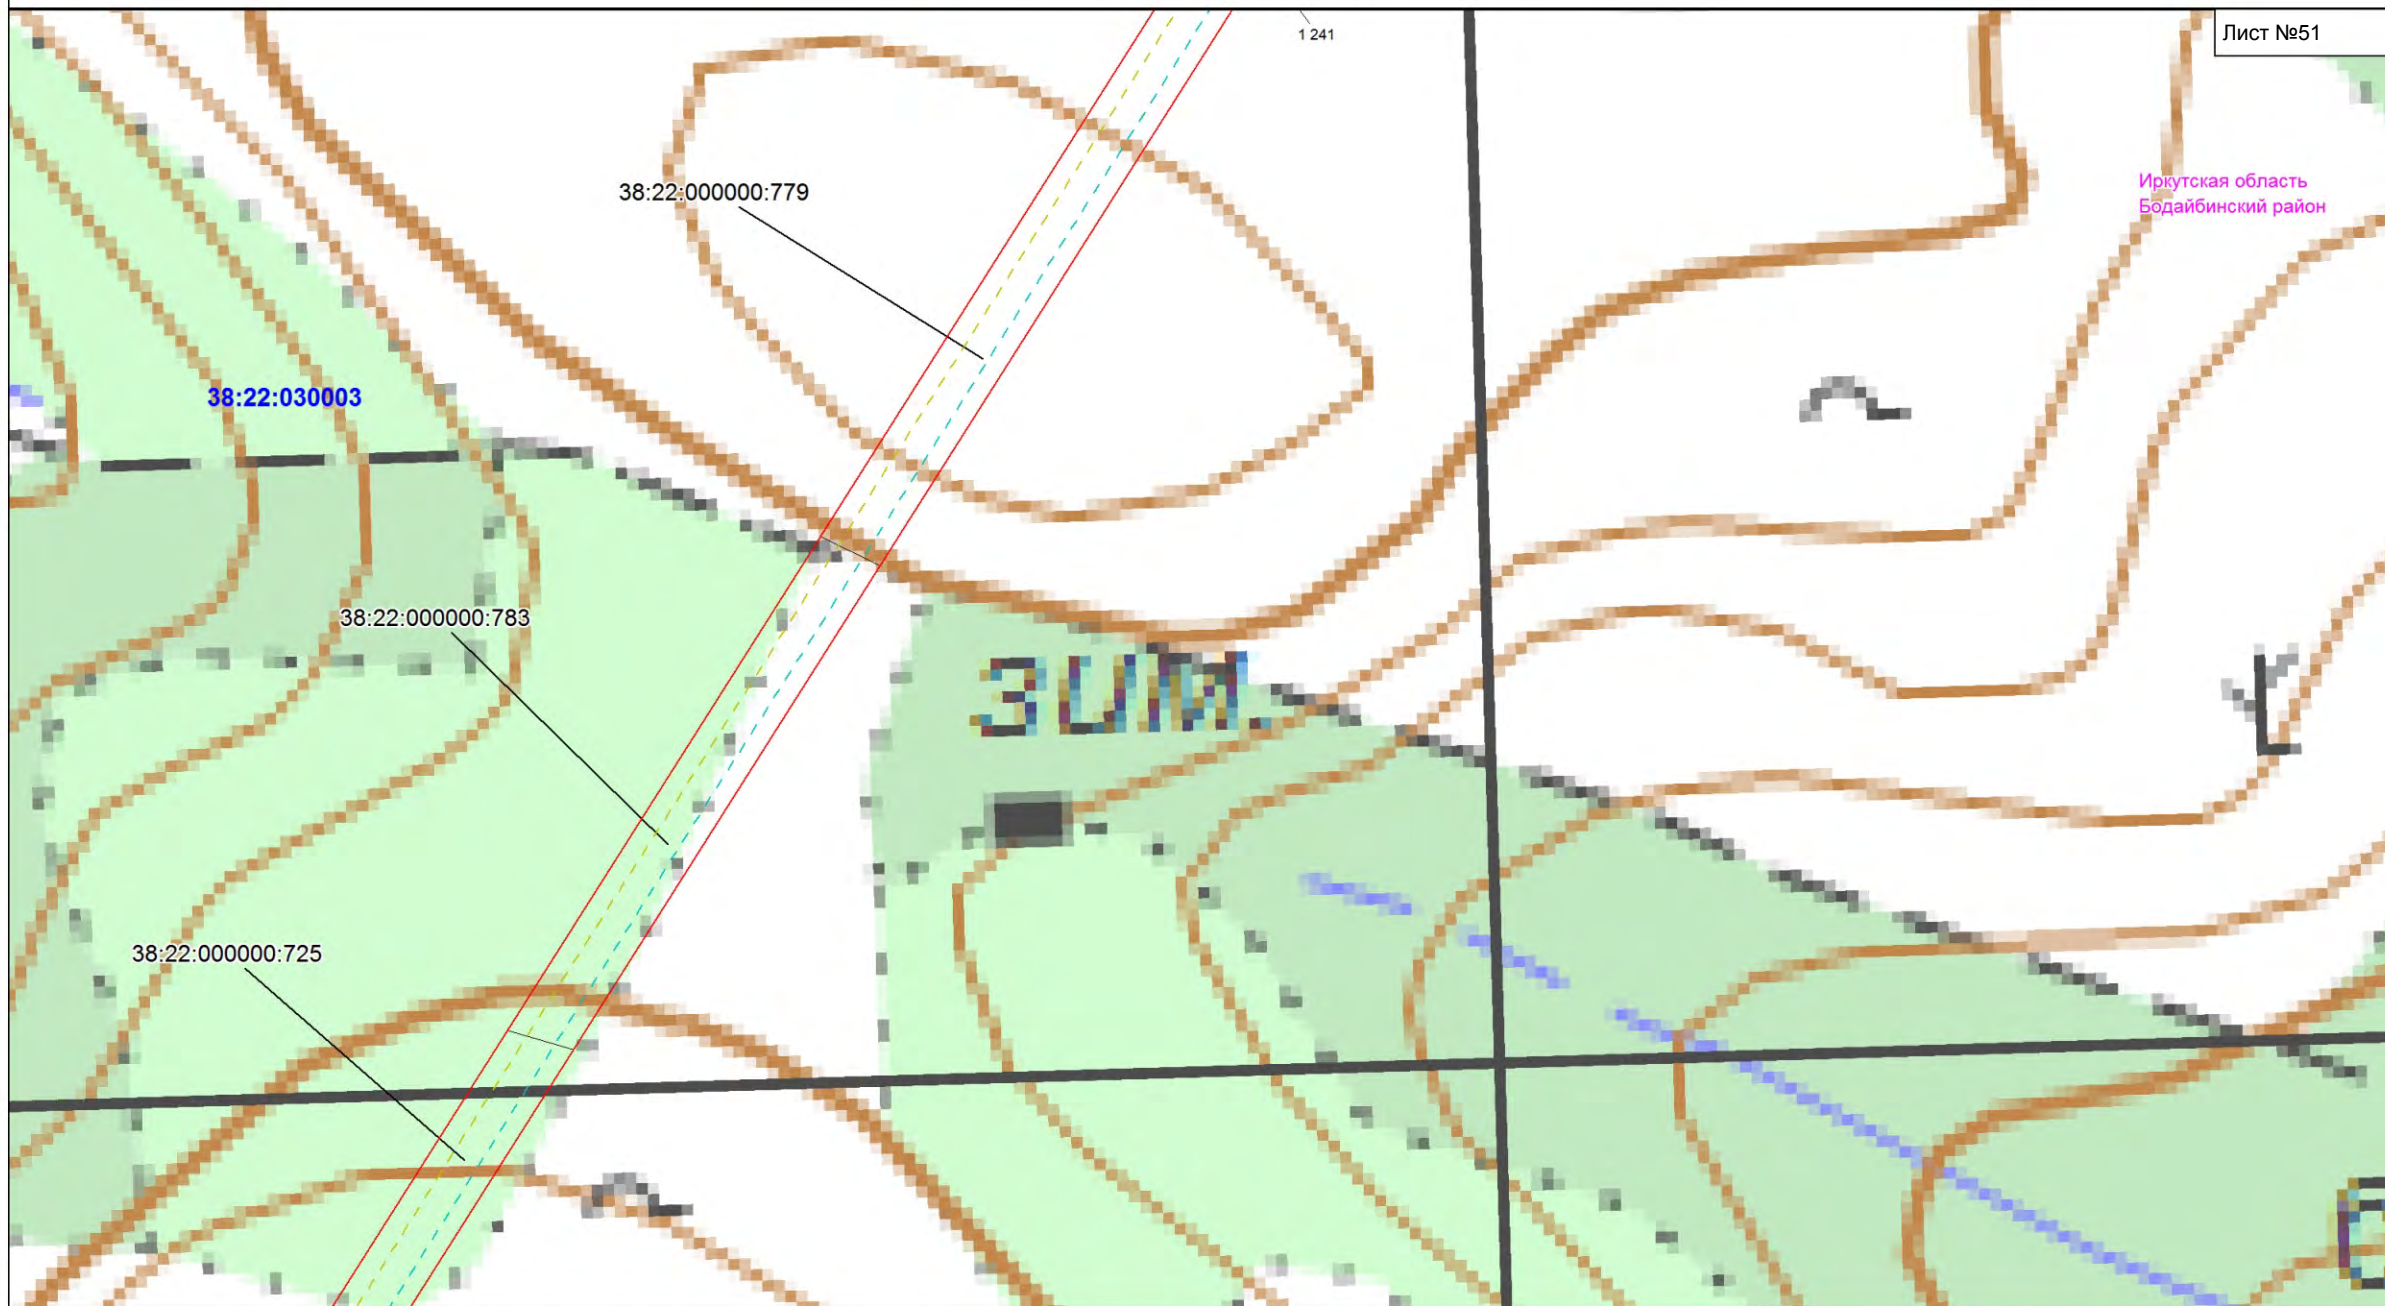 Лист №51
1 241
Иркутская область
Бодайбинский район
38:22:000000:779
38:22:030003
38:22:000000:783
зим.
38:22:000000:725